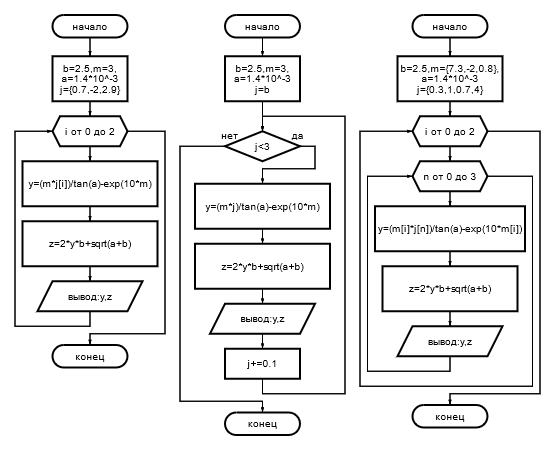 начало
b=2.5,m=3,
a=1.4*10^-3
j={0.7,-2,2.9}
i от 0 до 2
y=(m*j[i])/tan(a)-exp(10*m)
z=2*y*b+sqrt(a+b)
вывод:y,z
конец
начало
b=2.5,m=3,
a=1.4*10^-3
j=b
нет
да
j<3
y=(m*j)/tan(a)-exp(10*m)
z=2*y*b+sqrt(a+b)
вывод:y,z
j+=0.1
конец
начало
b=2.5,m={7.3,-2,0.8},
a=1.4*10^-3
j={0.3,1,0.7,4}
i от 0 до 2
n от 0 до 3
y=(m[i]*j[n])/tan(a)-exp(10*m[i])
z=2*y*b+sqrt(a+b)
вывод:y,z
конец